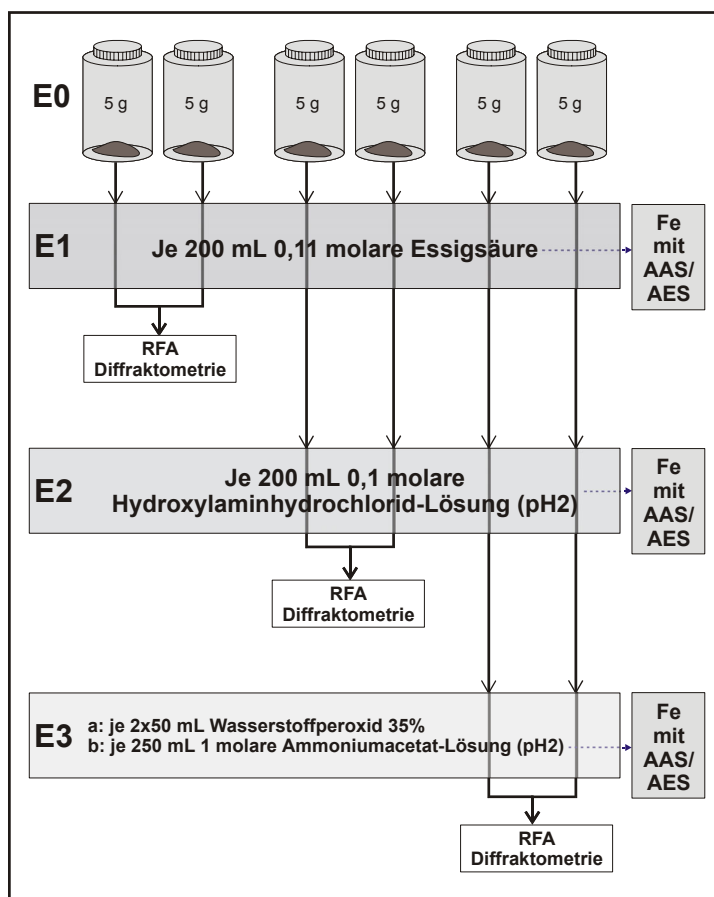 E0
5 g
5 g
5 g
5 g
5 g
5 g
E1
Je 200 mL 0,11 molare Essigsäure
Fe
mit
AAS/
AES
RFA
Diffraktometrie
E2
Je 200 mL 0,1 molare
Hydroxylaminhydrochlorid-Lösung (pH2)
Fe
mit
AAS/
AES
RFA
Diffraktometrie
E3
a: je 2x50 mL Wasserstoffperoxid 35%
b: je 250 mL 1 molare Ammoniumacetat-Lösung (pH2)
Fe
mit
AAS/
AES
RFA
Diffraktometrie